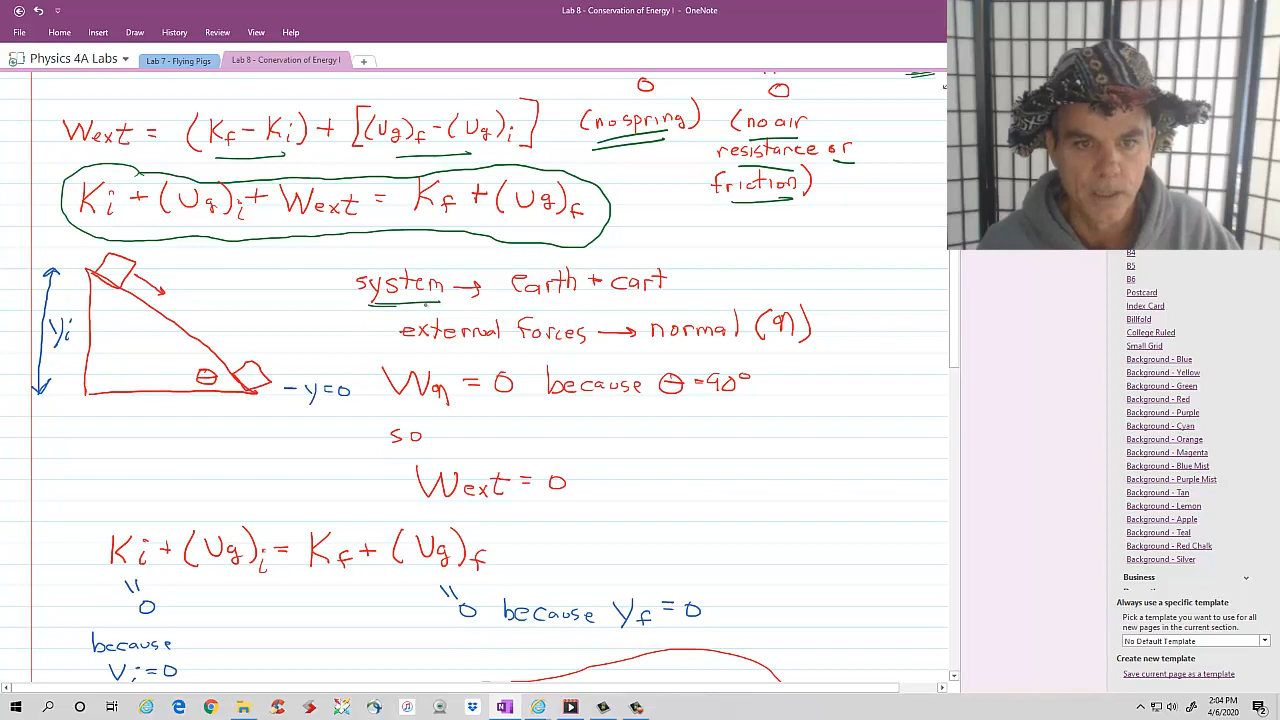 Lab 8 - Conservation of Energy I - OneNote
File Home Insert Draw History View Help
Physics 4A Labs Lab 7 - Flying Pigs Lab 8 - Conervation of Energy I
0 0
Wext = (Kf - Ki) + [(Ug)f - (Ug)i] (no spring) (no air
resistance or
friction)
Ki + (Ug)i + Wext = Kf + (Ug)f
system → earth + cart
yi external forces → normal (η)
θ - y = 0 Wη = 0 because θ = 90°
so
Wext = 0
Ki + (Ug)i = Kf + (Ug)f
" "
0 0 because yf = 0
because
Vi = 0
B4
B5
B6
Postcard
Index Card
Billfold
College Ruled
Small Grid
Background - Blue
Background - Yellow
Background - Green
Background - Red
Background - Purple
Background - Cyan
Background - Orange
Background - Magenta
Background - Blue Mist
Background - Purple Mist
Background - Tan
Background - Lemon
Background - Apple
Background - Teal
Background - Red Chalk
Background - Silver
Business
Always use a specific template
Pick a template you want to use for all
new pages in the current section.
No Default Template
Create new template
Save current page as a template
2:04 PM
4/6/2020
2